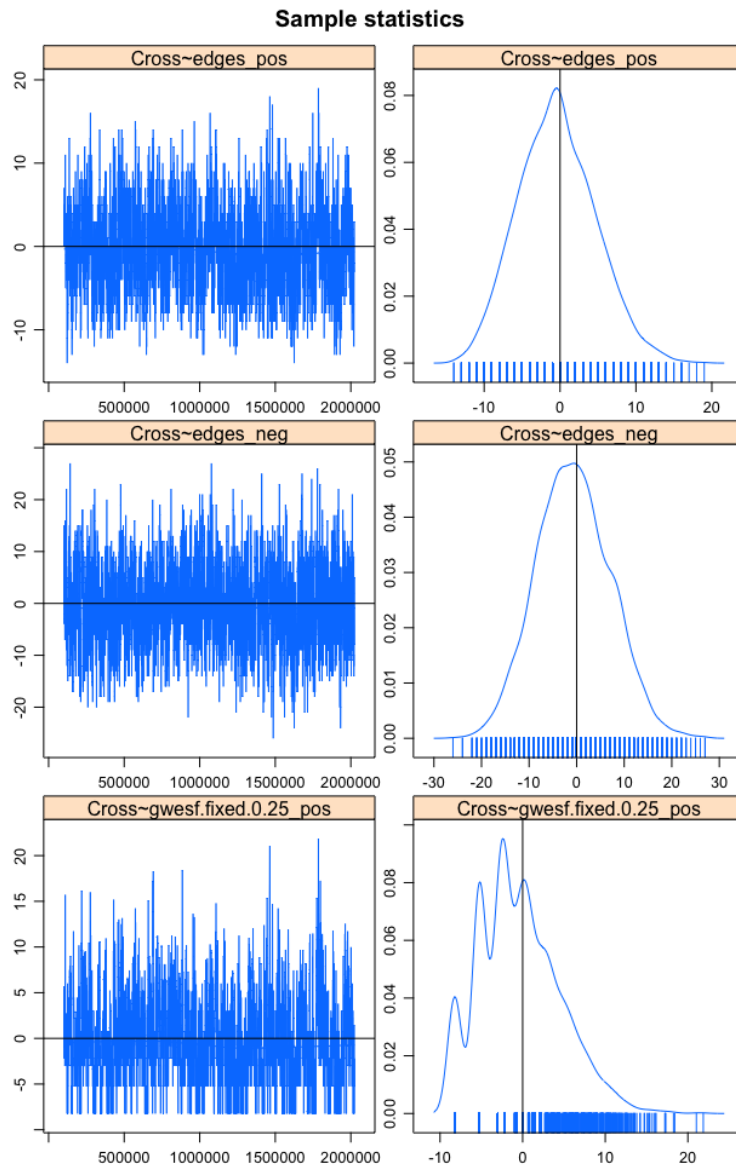 Sample statistics
Cross~edges_pos
Cross~edges_pos
20
10
0
-10
500000 1000000 1500000 2000000
0.08
0.06
0.04
0.02
0.00
-10 0 10 20
Cross~edges_neg
Cross~edges_neg
20
10
0
-10
-20
500000 1000000 1500000 2000000
0.05
0.04
0.03
0.02
0.01
0.00
-30 -20 -10 0 10 20 30
Cross~gwesf.fixed.0.25_pos
Cross~gwesf.fixed.0.25_pos
20
15
10
5
0
-5
500000 1000000 1500000 2000000
0.08
0.06
0.04
0.02
0.00
-10 0 10 20